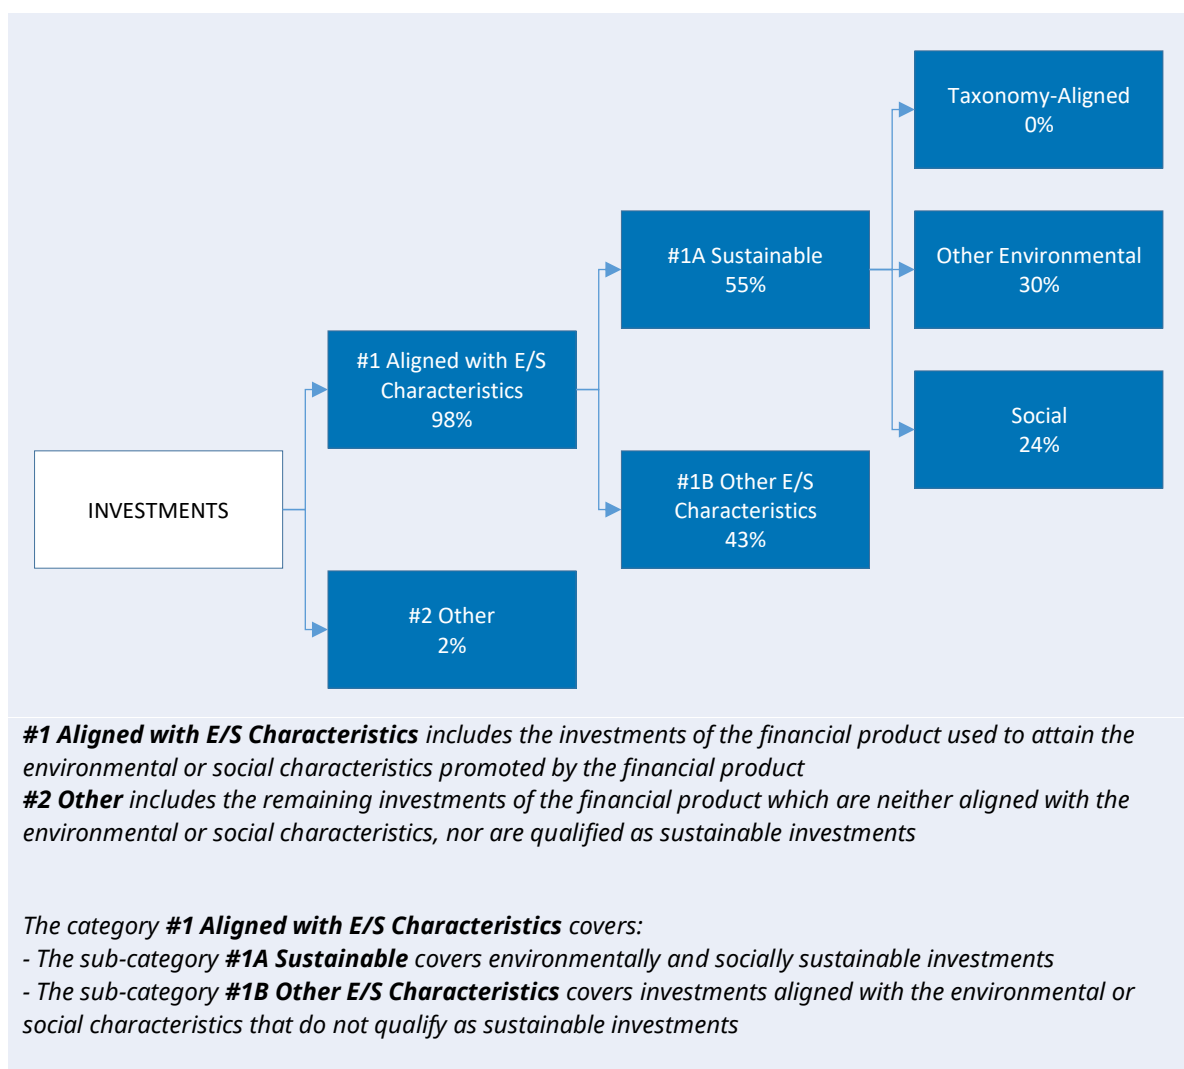 Taxonomy-Aligned
0%
#1A Sustainable
55%
Other Environmental
30%
#1 Aligned with E/S
Characteristics
98%
Social
24%
INVESTMENTS
#1B Other E/S
Characteristics
43%
#2 Other
2%
#1 Aligned with E/S Characteristics includes the investments of the financial product used to attain the
environmental or social characteristics promoted by the financial product
#2 Other includes the remaining investments of the financial product which are neither aligned with the
environmental or social characteristics, nor are qualified as sustainable investments
The category #1 Aligned with E/S Characteristics covers:
- The sub-category #1A Sustainable covers environmentally and socially sustainable investments
- The sub-category #1B Other E/S Characteristics covers investments aligned with the environmental or
social characteristics that do not qualify as sustainable investments